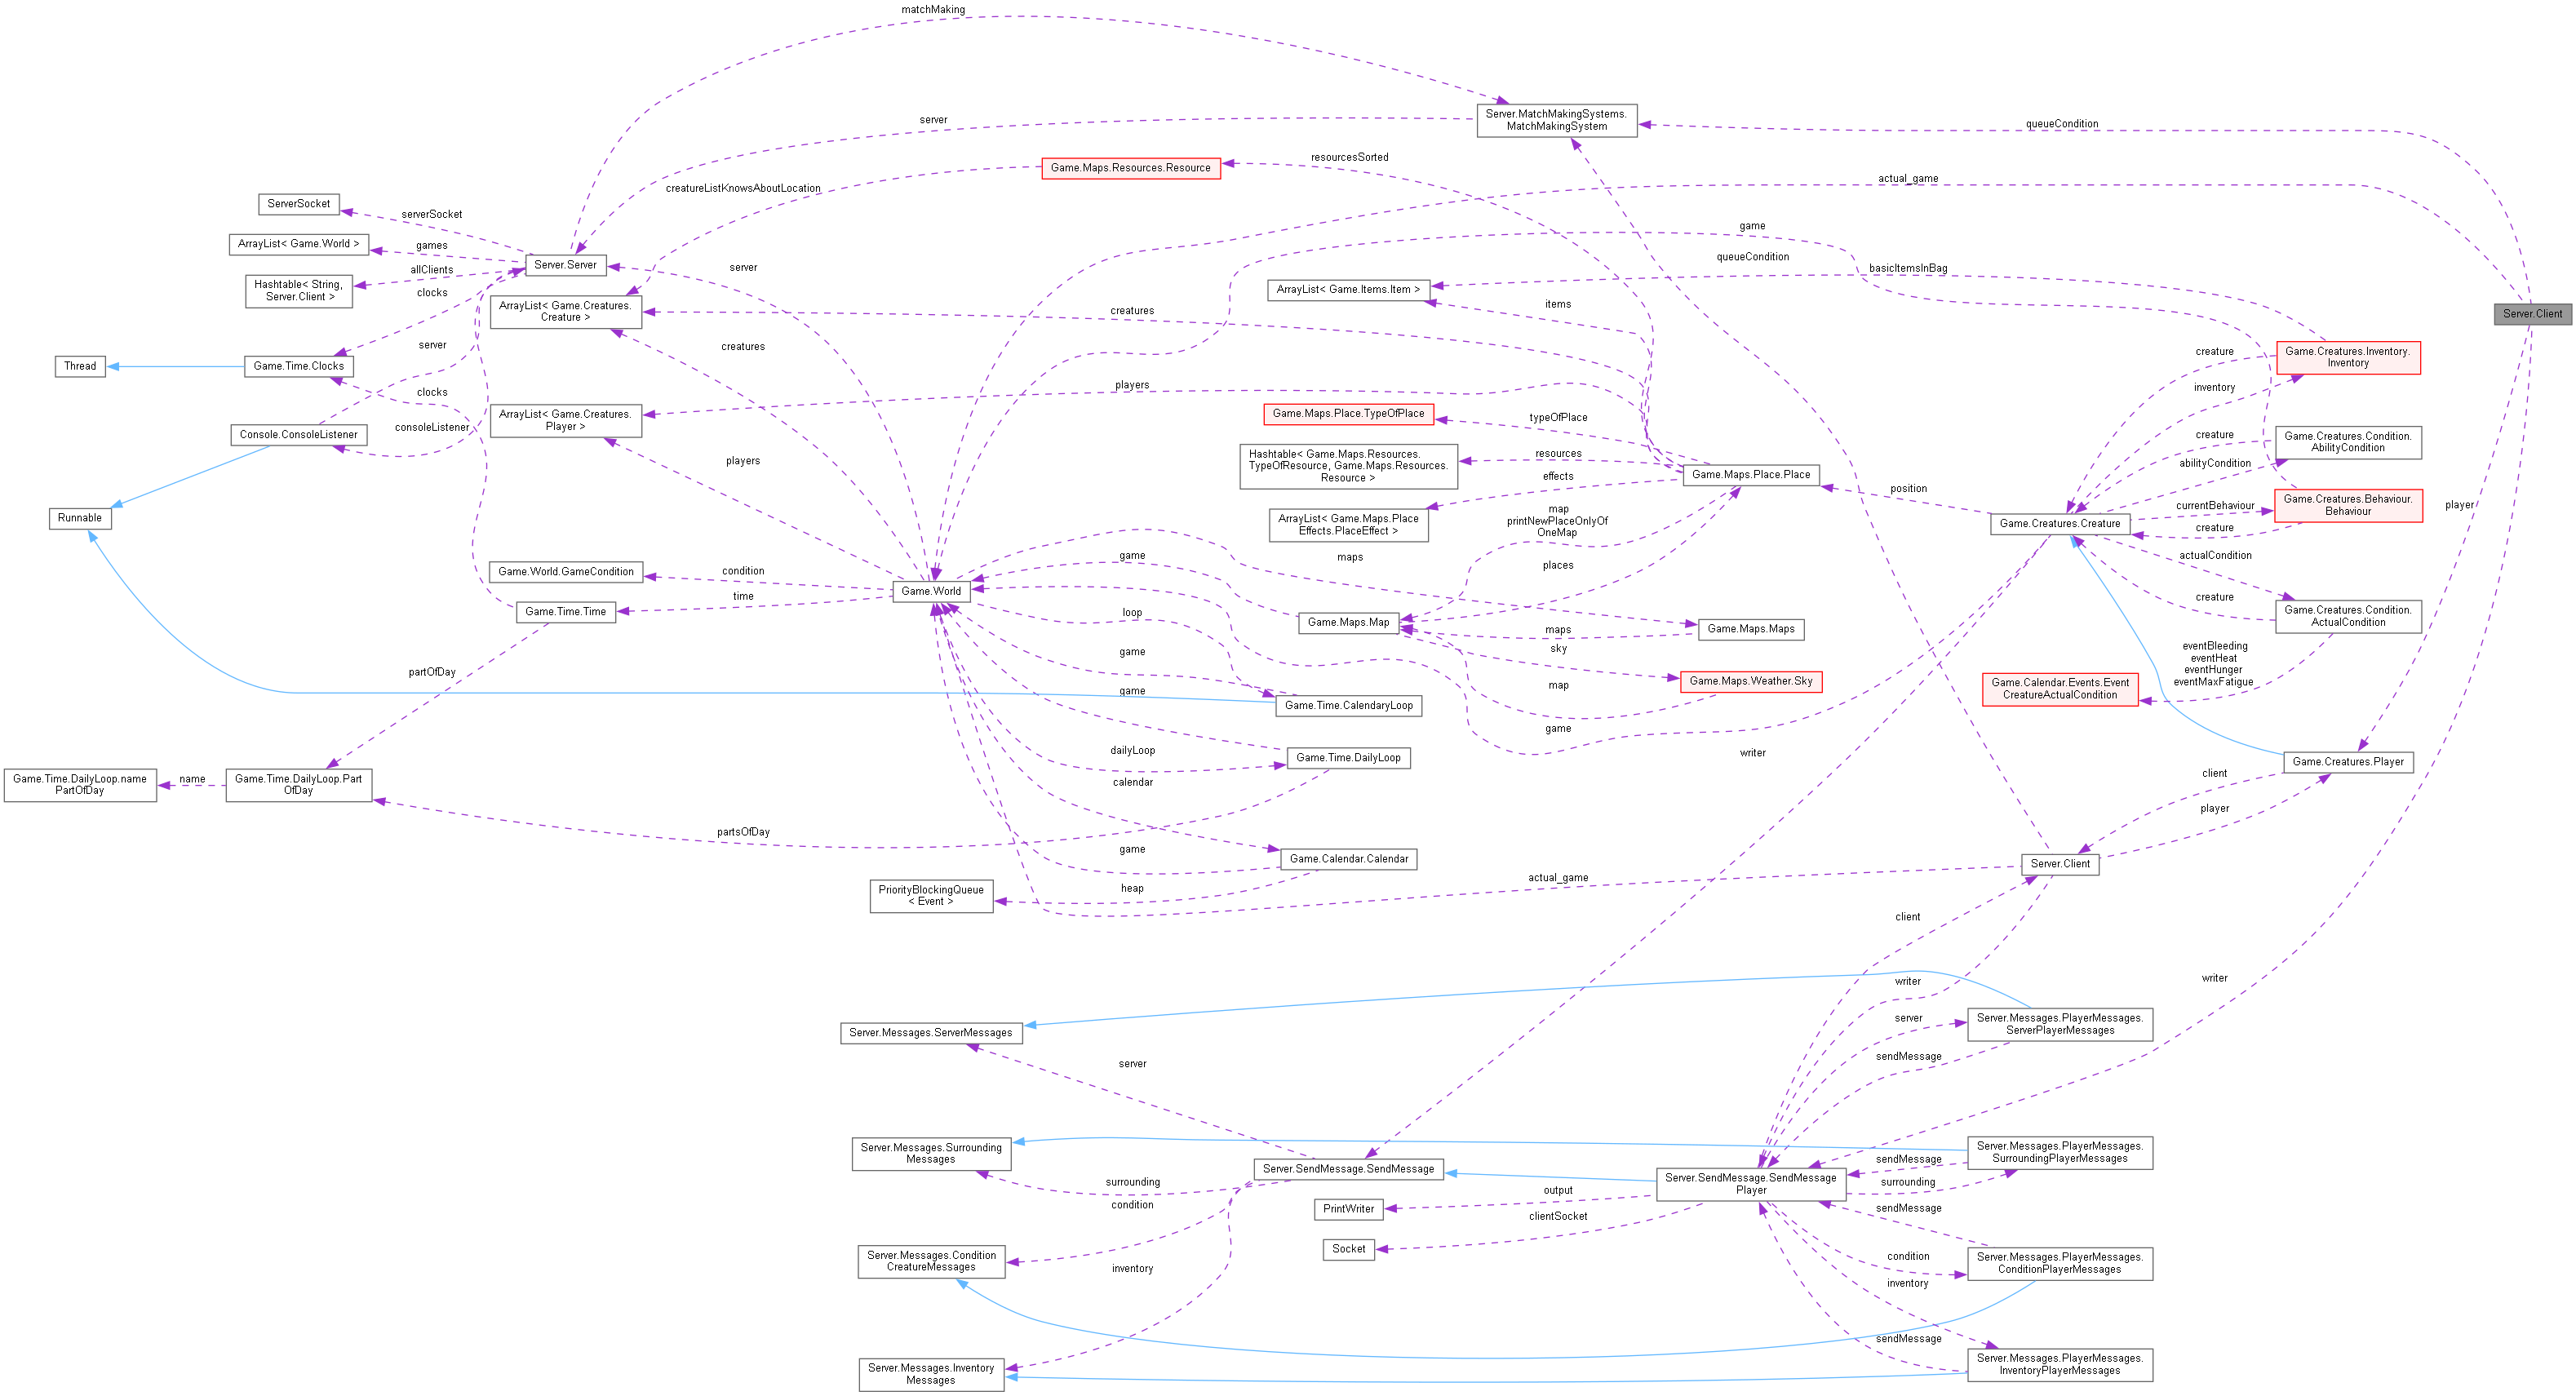 matchMaking
Server.MatchMakingSystems.
MatchMakingSystem
server
queueCondition
resourcesSorted
Game.Maps.Resources.Resource
creatureListKnowsAboutLocation
actual_game
ServerSocket
serverSocket
ArrayList< Game.World >
games
game
Server.Server
server
queueCondition
basicItemsInBag
allClients
Hashtable< String,
Server.Client >
clocks
ArrayList< Game.Items.Item >
ArrayList< Game.Creatures.
Creature >
items
creatures
Server.Client
server
creatures
creature
Game.Creatures.Inventory.
Inventory
Thread
Game.Time.Clocks
clocks
players
inventory
ArrayList< Game.Creatures.
Player >
Game.Maps.Place.TypeOfPlace
typeOfPlace
Console.ConsoleListener
consoleListener
creature
Game.Creatures.Condition.
AbilityCondition
Hashtable< Game.Maps.Resources.
TypeOfResource, Game.Maps.Resources.
Resource >
resources
players
abilityCondition
Game.Maps.Place.Place
effects
position
player
Game.Creatures.Behaviour.
Behaviour
currentBehaviour
Runnable
ArrayList< Game.Maps.Place
Effects.PlaceEffect >
map
printNewPlaceOnlyOf
OneMap
Game.Creatures.Creature
creature
game
maps
actualCondition
Game.World.GameCondition
condition
places
Game.World
time
creature
Game.Time.Time
loop
Game.Creatures.Condition.
ActualCondition
Game.Maps.Map
maps
Game.Maps.Maps
sky
game
eventBleeding
eventHeat
eventHunger
eventMaxFatigue
partOfDay
map
Game.Maps.Weather.Sky
Game.Calendar.Events.Event
CreatureActualCondition
game
Game.Time.CalendaryLoop
game
dailyLoop
writer
Game.Time.DailyLoop
Game.Creatures.Player
Game.Time.DailyLoop.name
PartOfDay
name
Game.Time.DailyLoop.Part
OfDay
calendar
client
player
partsOfDay
game
Game.Calendar.Calendar
Server.Client
actual_game
PriorityBlockingQueue
< Event >
heap
client
writer
writer
Server.Messages.ServerMessages
server
Server.Messages.PlayerMessages.
ServerPlayerMessages
server
sendMessage
Server.Messages.Surrounding
Messages
Server.SendMessage.SendMessage
sendMessage
Server.Messages.PlayerMessages.
SurroundingPlayerMessages
surrounding
condition
Server.SendMessage.SendMessage
Player
surrounding
output
PrintWriter
clientSocket
sendMessage
Socket
Server.Messages.Condition
CreatureMessages
condition
Server.Messages.PlayerMessages.
ConditionPlayerMessages
inventory
inventory
sendMessage
Server.Messages.Inventory
Messages
Server.Messages.PlayerMessages.
InventoryPlayerMessages